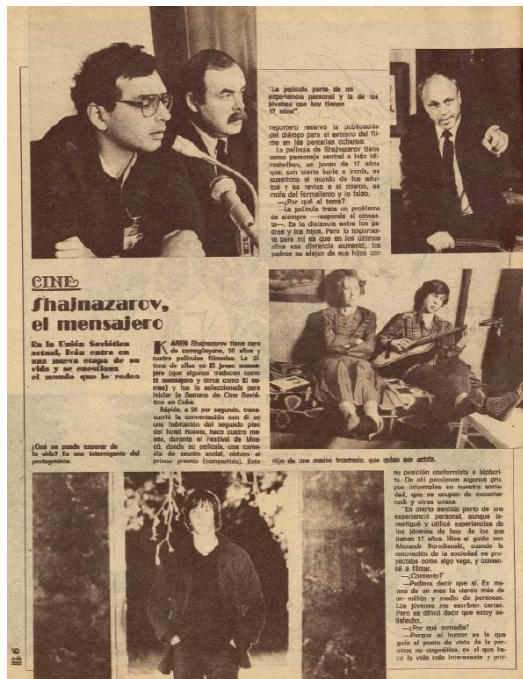 CINE
Shajnazarov,
el mensajero
En la Unión Soviética
actual, Iván entra en
una nueva etapa de su
vida y se cuestiona
el mundo que le rodea
¿Qué se puede esperar de
la vida? Es una interrogante del
protagonista.
KAREN Shajnazarov tiene cara
de camagüeyano, 36 años y
cuatro películas filmadas. La úl-
tima de ellas es El joven mensa-
jero (que algunos traducen como
El mensajero y otros como El co-
rreo) y fue la seleccionada para
iniciar la Semana de Cine Sovié-
tico en Cuba.
Rápida, a 24 por segundo, trans-
currió la conversación con él en
una habitación del segundo piso
del hotel Rossía, hace cuatro me-
ses, durante el Festival de Mos-
cú, donde su película, una come-
dia de asunto social, obtuvo el
primer premio (compartido). Este
"La película parte de mi
experiencia personal y la de los
jóvenes que hoy tienen
17 años".
reportero reservó la publicación
del diálogo para el estreno del fil-
me en las pantallas cubanas.
La película de Shajnazarov tiene
como personaje central a Iván Mi-
roshnikov, un joven de 17 años
que, con cierta burla e ironía, se
cuestiona el mundo de los adul-
tos y se revisa a sí mismo, se
mofa del formalismo y lo falso.
—¿Por qué el tema?
—La película trata un problema
de siempre —responde el cineas-
ta—. Es la distancia entre los pa-
dres y los hijos. Pero lo importan-
te para mí es que en los últimos
años esa distancia aumentó, los
padres se alejan de sus hijos con
Hijo de una madre frustrada, que quiso ser actriz.
su posición conformista e hipócri-
ta. De ahí provienen algunos gru-
pos informales en nuestra socie-
dad, que se ocupan de escuchar
rock y otras cosas.
"En cierto sentido parto de una
experiencia personal, aunque in-
vestigué y utilicé experiencias de
los jóvenes de hoy, de los que
tienen 17 años. Hice el guión con
Alexandr Borodianski, cuando la
renovación de la sociedad se pro-
yectaba como algo vago, y comen-
cé a filmar.
—¿Contento?
—Pudiera decir que sí. En me-
nos de un mes la vieron más de
un millón y medio de personas.
Los jóvenes me escriben cartas.
Pero es difícil decir que estoy sa-
tisfecho.
—¿Por qué comedia?
—Porque el humor es lo que
guía el punto de vista de la per-
sona no dogmática, es el que ha-
ce la vida más interesante y pro-
6